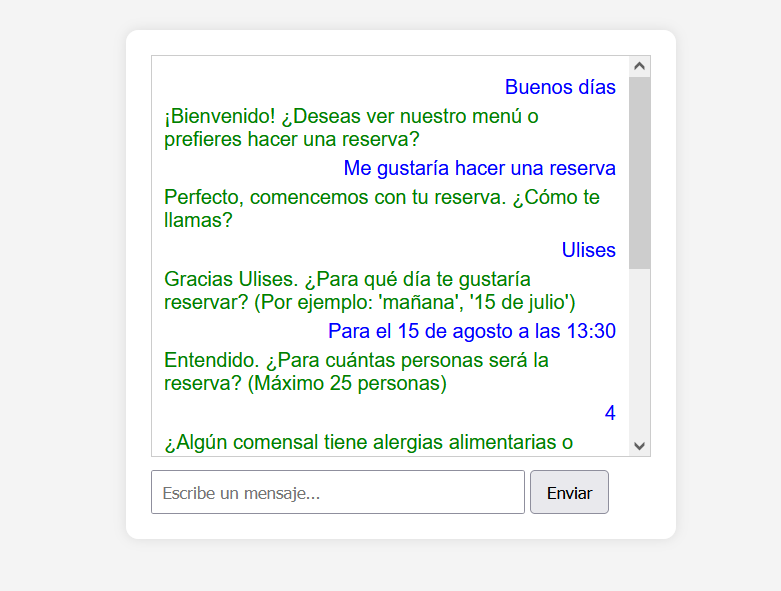 Buenos días
¡Bienvenido! ¿Deseas ver nuestro menú o
prefieres hacer una reserva?
Me gustaría hacer una reserva
Perfecto, comencemos con tu reserva. ¿Cómo te
llamas?
Ulises
Gracias Ulises. ¿Para qué día te gustaría
reservar? (Por ejemplo: 'mañana', '15 de julio')
Para el 15 de agosto a las 13:30
Entendido. ¿Para cuántas personas será la
reserva? (Máximo 25 personas)
4
¿Algún comensal tiene alergias alimentarias o
Escribe un mensaje...
Enviar